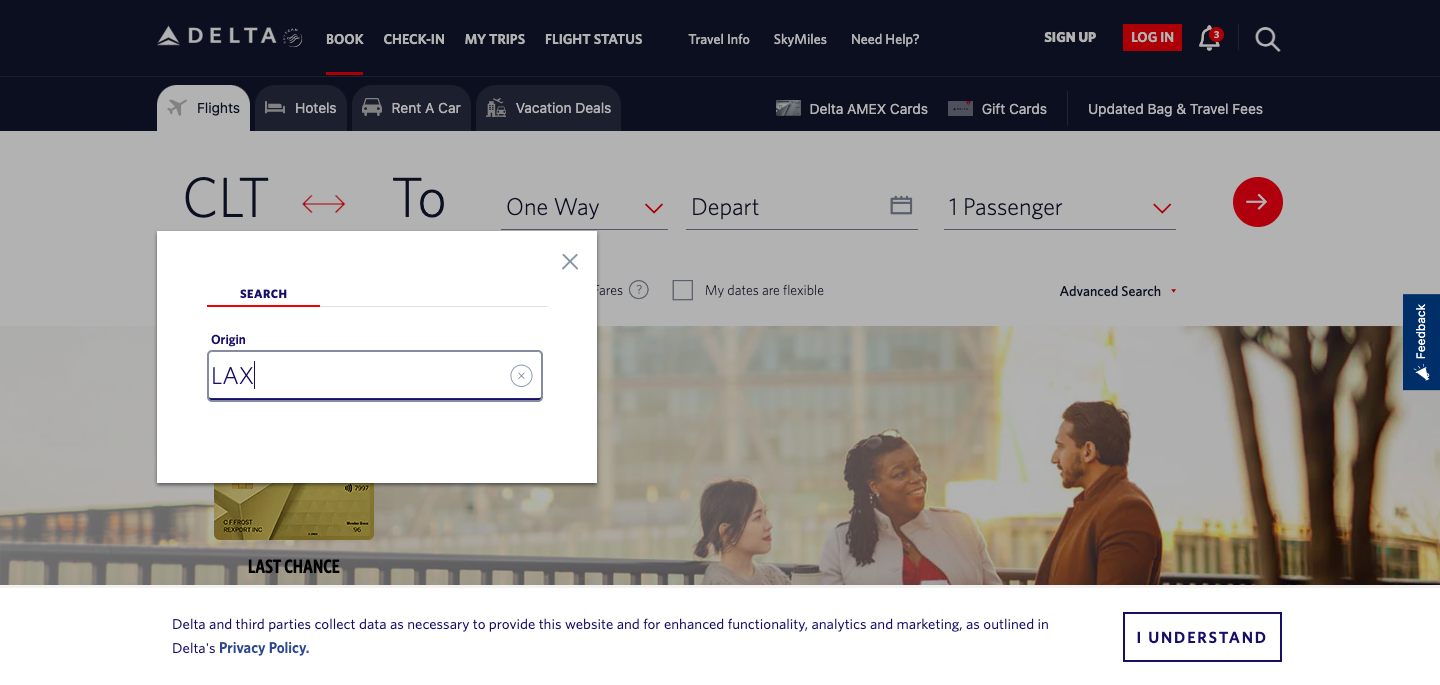 DELTA
BOOK
CHECK-IN
MY TRIPS
FLIGHT STATUS
Travel Info
SkyMiles
Need Help?
SIGN UP
LOG IN
3
Flights
Hotels
Rent A Car
Vacation Deals
Delta AMEX Cards
Gift Cards
Updated Bag & Travel Fees
CLT
To
One Way
Depart
1 Passenger
SEARCH
Origin
LAX
Fares
?
My dates are flexible
Advanced Search
Feedback
7997
C F FROST
REXPORT INC
96
LAST CHANCE
Delta and third parties collect data as necessary to provide this website and for enhanced functionality, analytics and marketing, as outlined in
Delta's Privacy Policy.
I UNDERSTAND